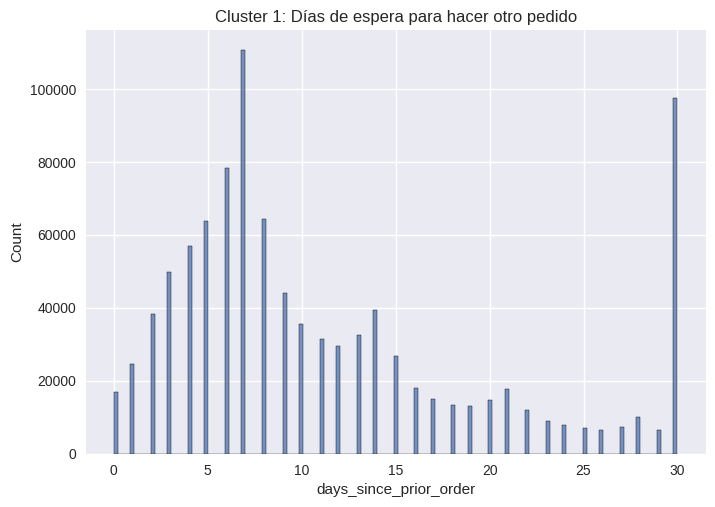 Cluster 1: Días de espera para hacer otro pedido
100000
80000
60000
40000
20000
0
Count
0 5 10 15 20 25 30
days_since_prior_order